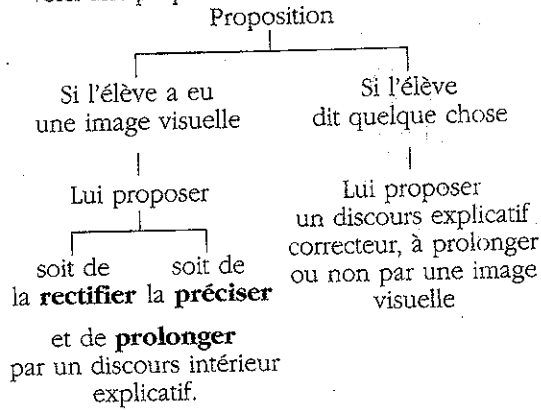 Proposition
Si l'élève a eu
une image visuelle
Lui proposer
soit de soit de
la rectifier la préciser
et de prolonger
par un discours intérieur
explicatif.
Si l'élève
dit quelque chose
Lui proposer
un discours explicatif
correcteur, à prolonger
ou non par une image
visuelle